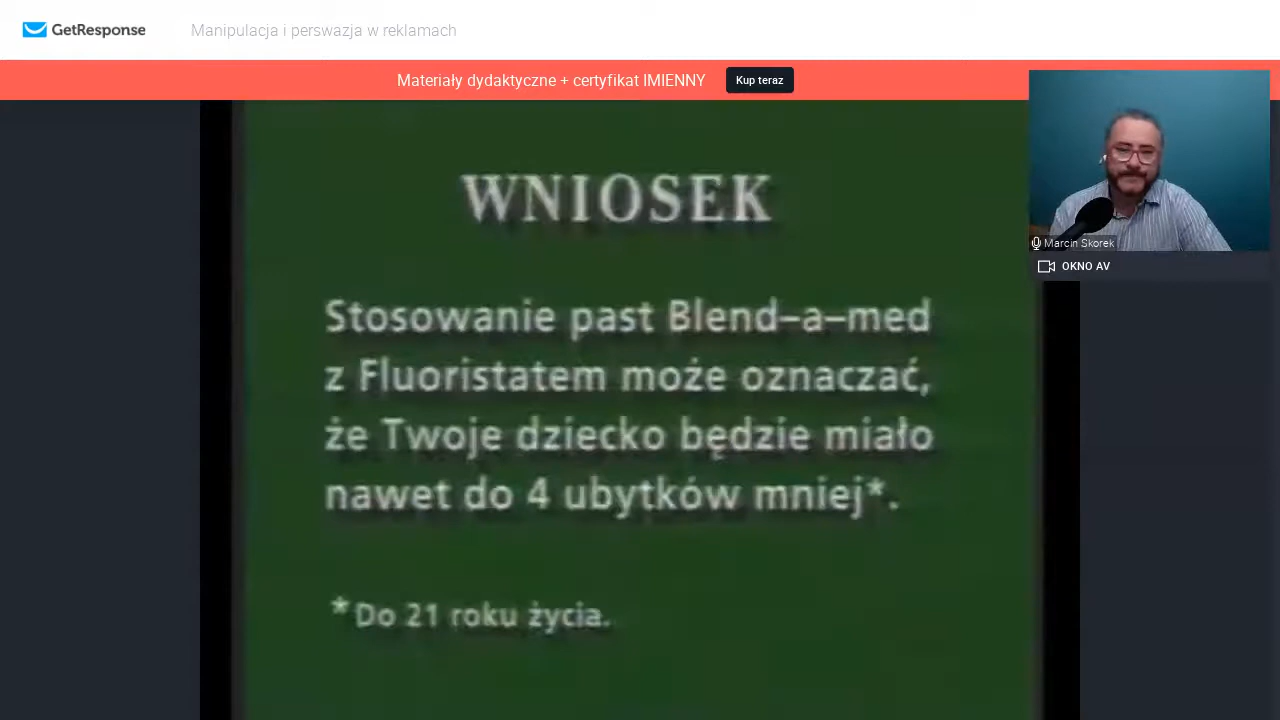 GetResponse
Manipulacja i perswazja w reklamach
Materiały dydaktyczne + certyfikat IMIENNY
Kup teraz
WNIOSEK
Stosowanie past Blend–a–med
z Fluoristatem może oznaczać,
że Twoje dziecko będzie miało
nawet do 4 ubytków mniej*.
*Do 21 roku życia.
Marcin Skorek
OKNO AV